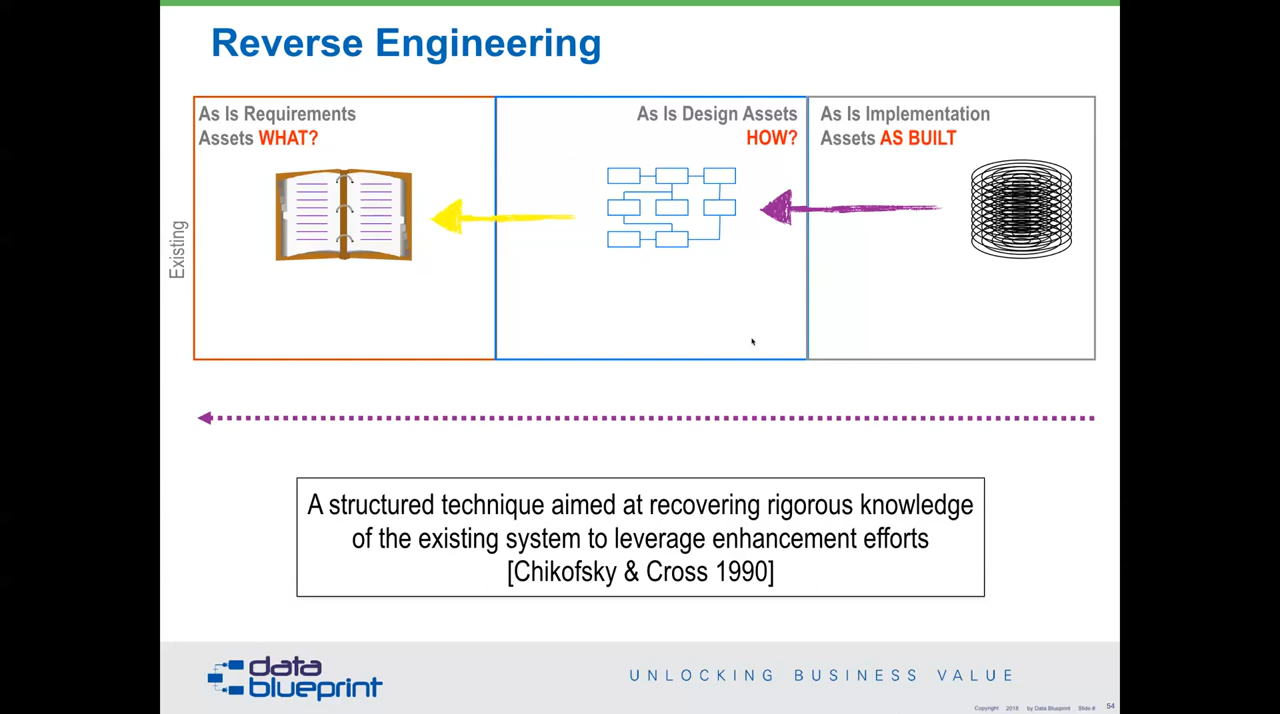 Reverse Engineering
As Is Requirements
Assets WHAT?
As Is Design Assets
HOW?
As Is Implementation
Assets AS BUILT
Existing
A structured technique aimed at recovering rigorous knowledge
of the existing system to leverage enhancement efforts
[Chikofsky & Cross 1990]
data
blueprint
UNLOCKING BUSINESS VALUE
Copyright 2018 by Data Blueprint Slide # 54